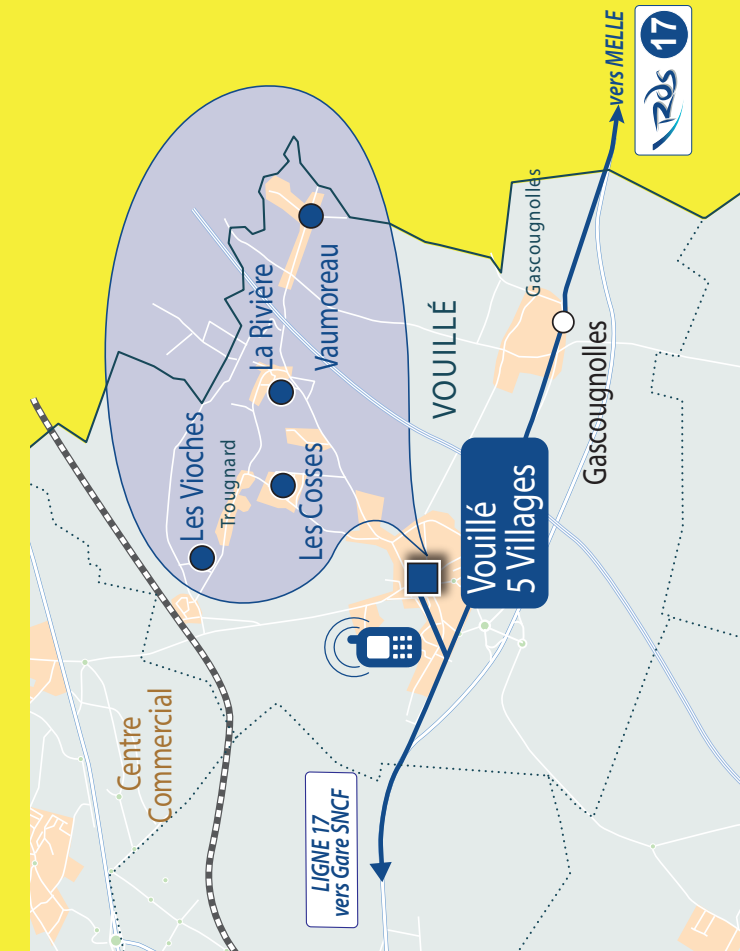 Centre
Commercial
LIGNE 17
vers Gare SNCF
Les Vioches
Trougnard
Les Cosses
La Rivière
Vaumoreau
VOUILLÉ
Vouillé
5 Villages
Gascougnolles
Gascougnolles
vers MELLE
RDS 17